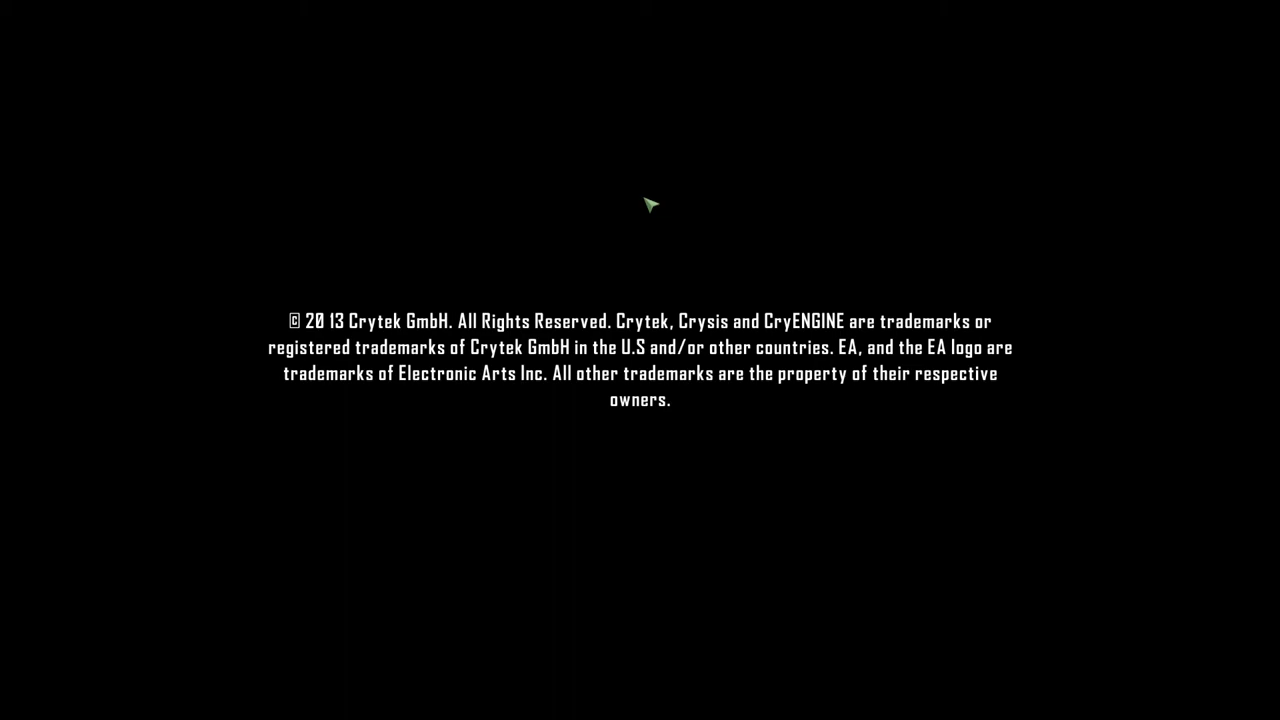 © 2013 Crytek GmbH. All Rights Reserved. Crytek, Crysis and CryENGINE are trademarks or
registered trademarks of Crytek GmbH in the U.S and/or other countries. EA, and the EA logo are
trademarks of Electronic Arts Inc. All other trademarks are the property of their respective
owners.